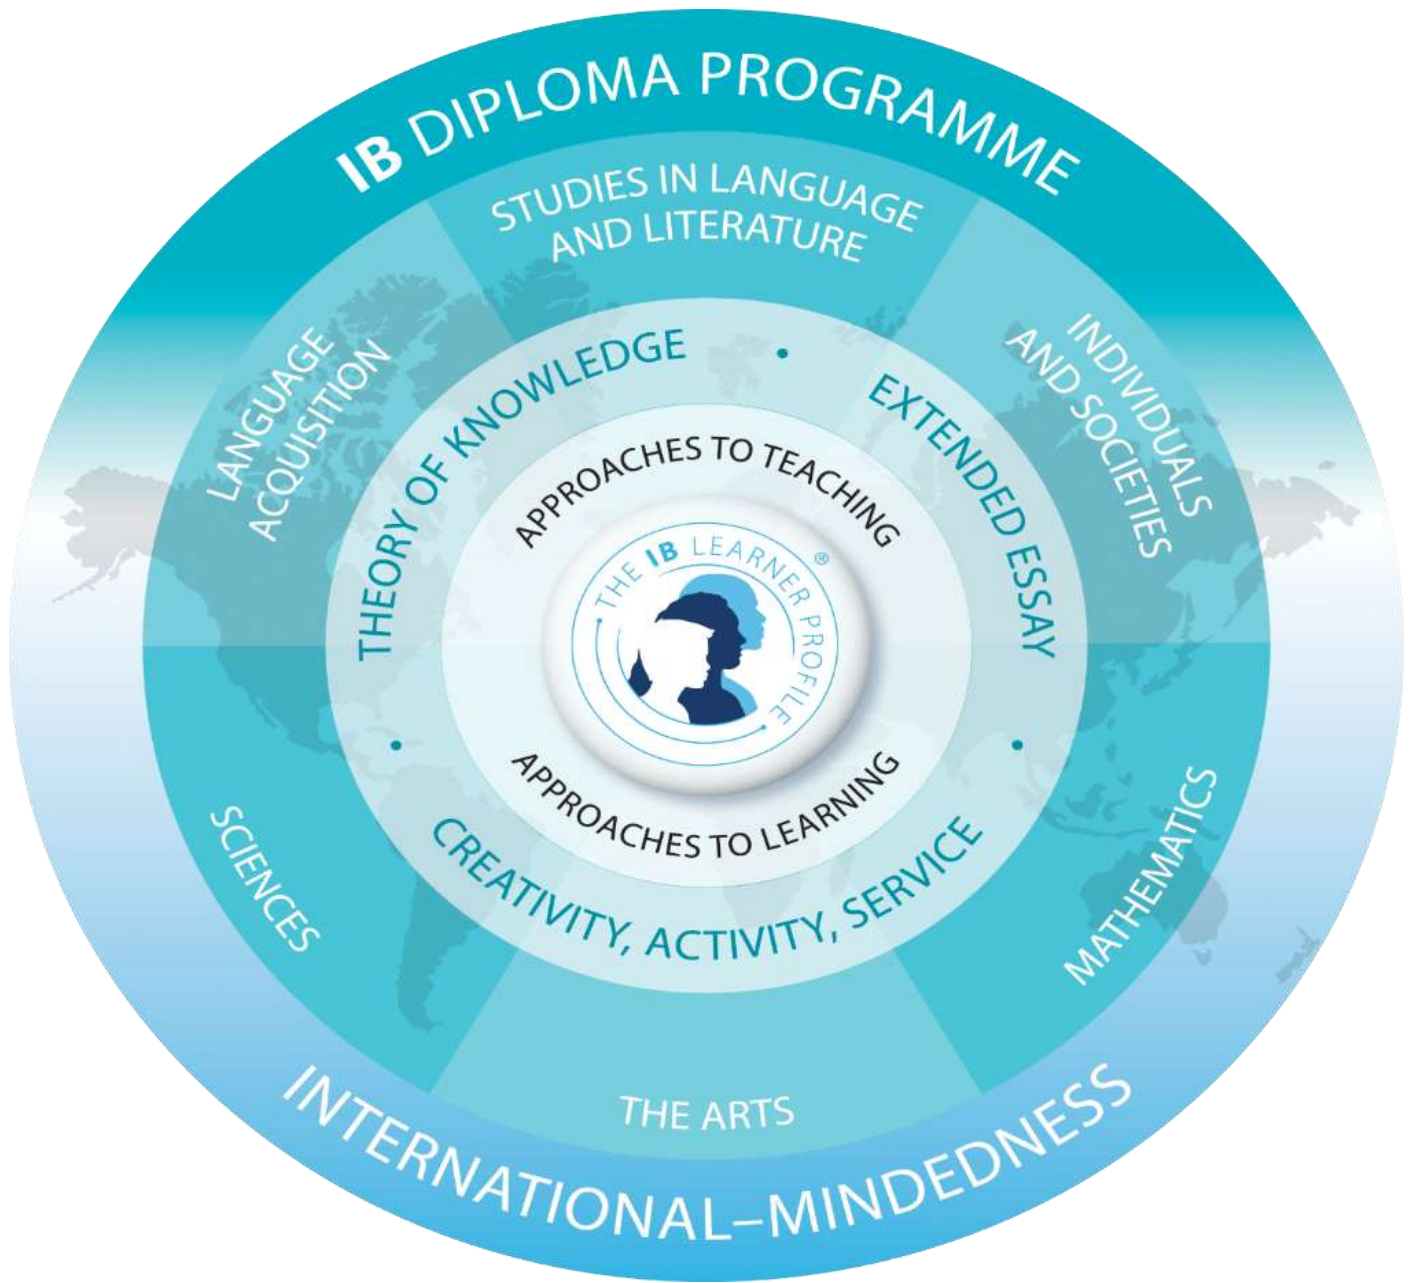 IB DIPLOMA PROGRAMME
STUDIES IN LANGUAGE
AND LITERATURE
LANGUAGE
ACQUISITION
INDIVIDUALS
AND SOCIETIES
THEORY OF KNOWLEDGE
•
EXTENDED ESSAY
APPROACHES TO TEACHING
THE IB LEARNER PROFILE ®
APPROACHES TO LEARNING
•
•
CREATIVITY, ACTIVITY, SERVICE
SCIENCES
MATHEMATICS
THE ARTS
INTERNATIONAL–MINDEDNESS